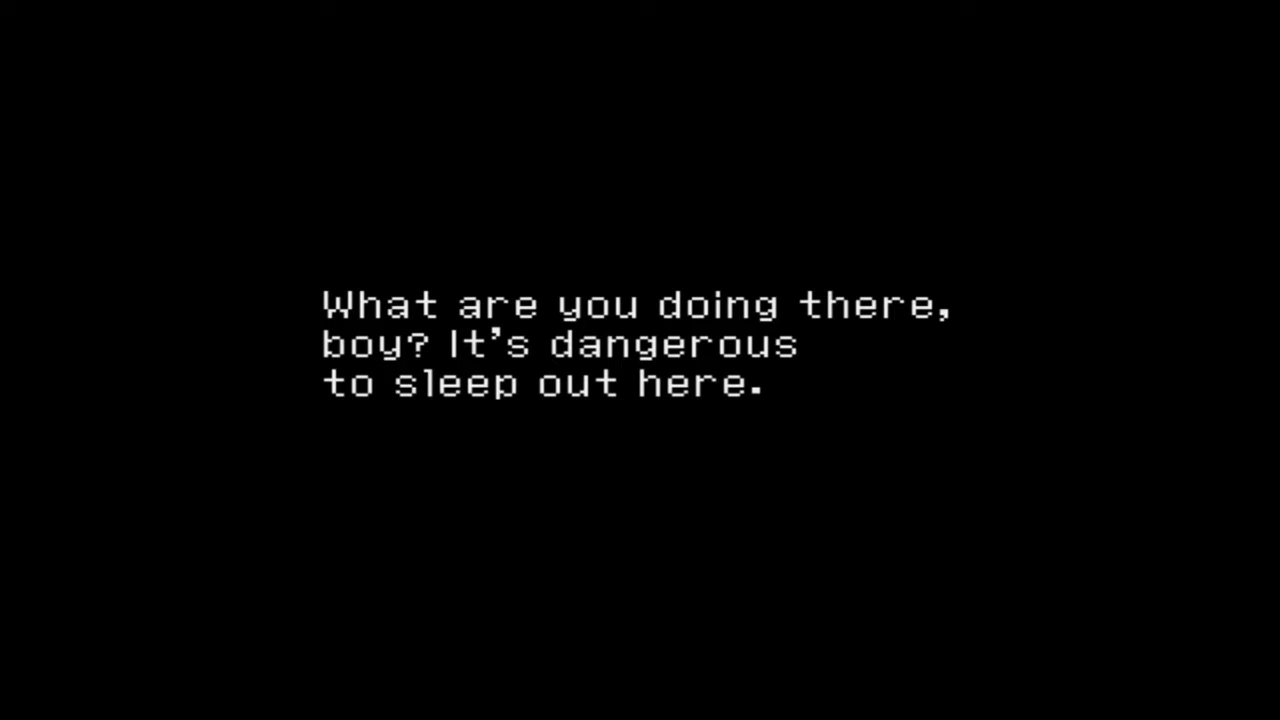 What are you doing there,
boy? It's dangerous
to sleep out here.